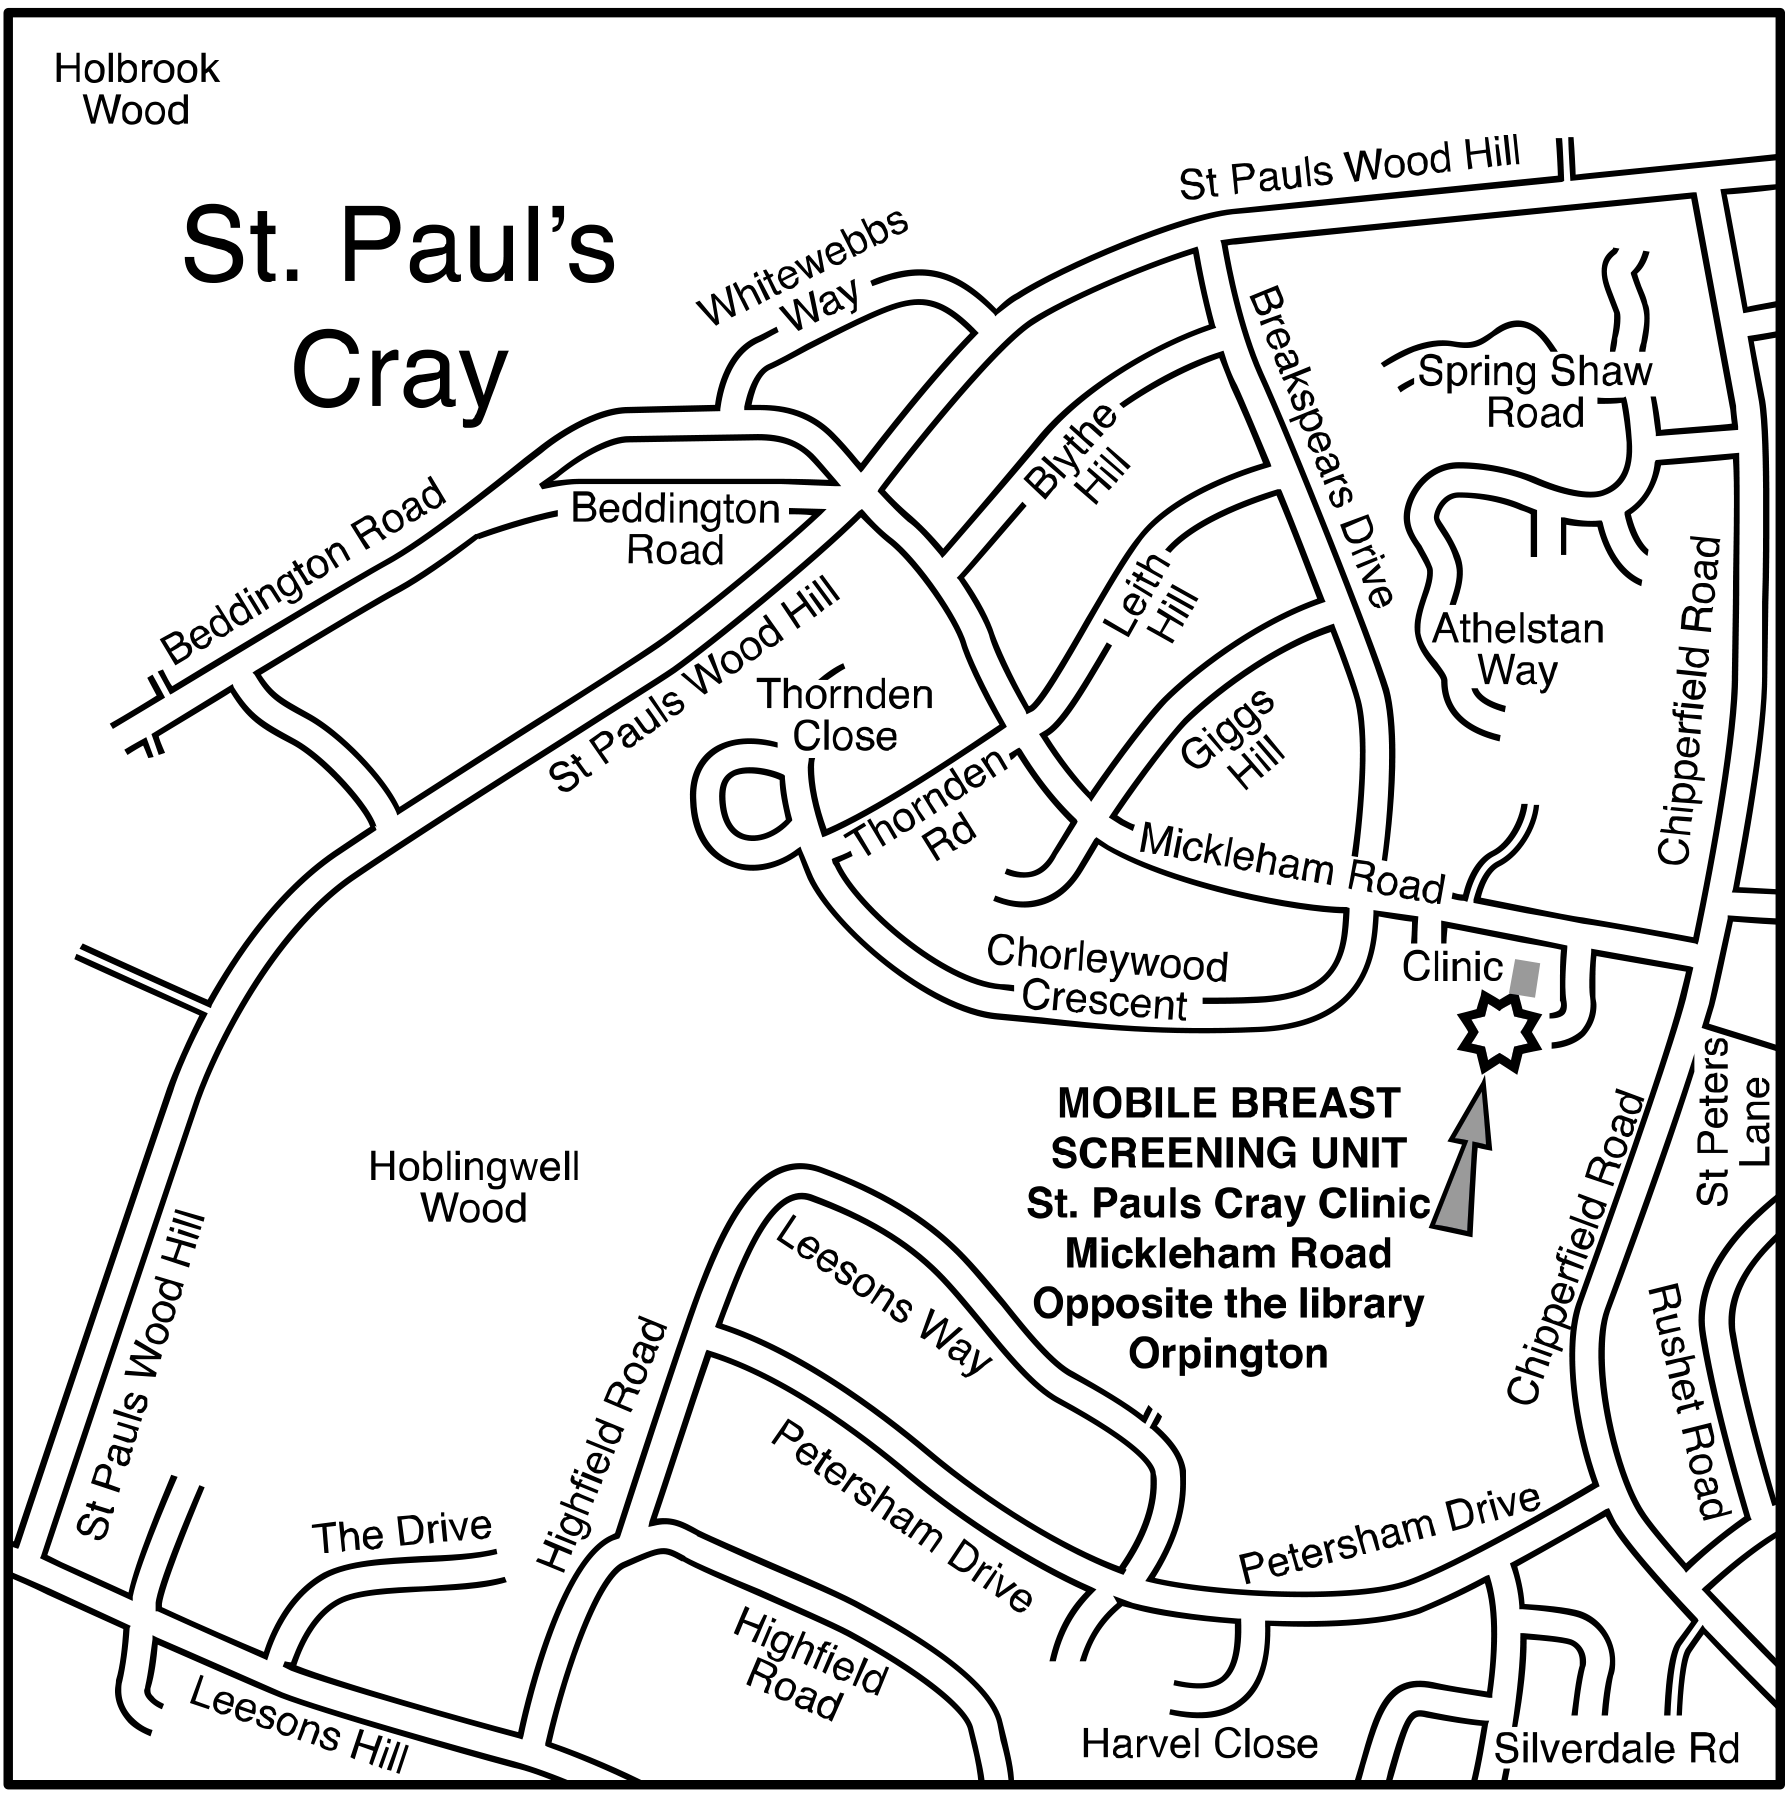 Holbrook
Wood
St. Paul’s
Cray
St Pauls Wood Hill
Whitewebbs
Way
Breakspears Drive
Spring Shaw
Road
Blythe
Hill
Beddington Road
Beddington
Road
Leith
Hill
Athelstan
Way
Chipperfield Road
St Pauls Wood Hill
Thornden
Close
Giggs
Hill
Thornden
Rd
Mickleham Road
Chorleywood
Crescent
Clinic
St Peters
Lane
MOBILE BREAST
SCREENING UNIT
St. Pauls Cray Clinic
Mickleham Road
Opposite the library
Orpington
Chipperfield Road
Hoblingwell
Wood
St Pauls Wood Hill
Leesons Way
Rushet Road
Highfield Road
Petersham Drive
Petersham Drive
The Drive
Highfield
Road
Leesons Hill
Harvel Close
Silverdale Rd